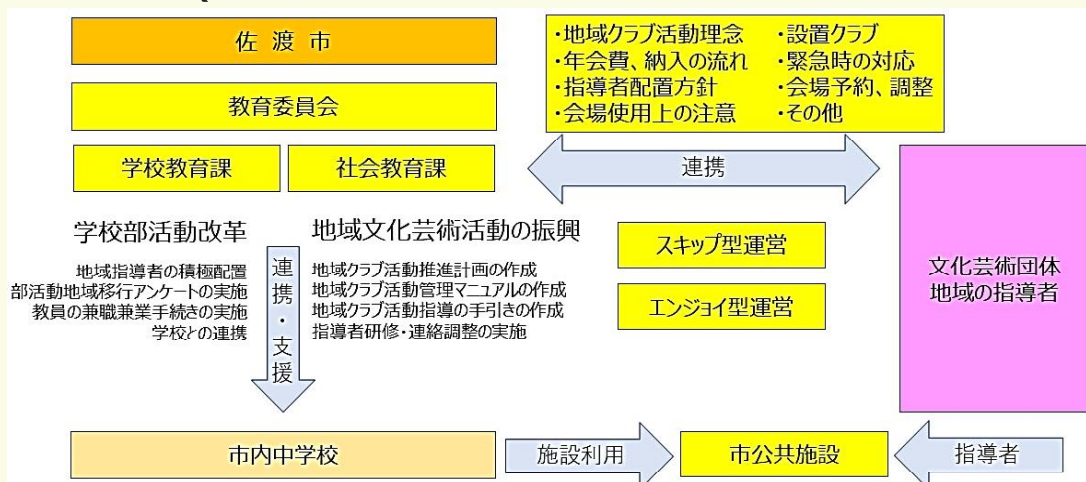 佐渡市
教育委員会
学校教育課
社会教育課
・地域クラブ活動理念 ・設置クラブ
・年会費、納入の流れ ・緊急時の対応
・指導者配置方針 ・会場予約、調整
・会場使用上の注意 ・その他
連携
学校部活動改革
地域指導者の積極配置
部活動地域移行アンケートの実施
教員の兼職兼業手続きの実施
学校との連携
連携・支援
地域文化芸術活動の振興
地域クラブ活動推進計画の作成
地域クラブ活動管理マニュアルの作成
地域クラブ活動指導の手引きの作成
指導者研修・連絡調整の実施
スキップ型運営
エンジョイ型運営
文化芸術団体
地域の指導者
市内中学校
施設利用
市公共施設
指導者